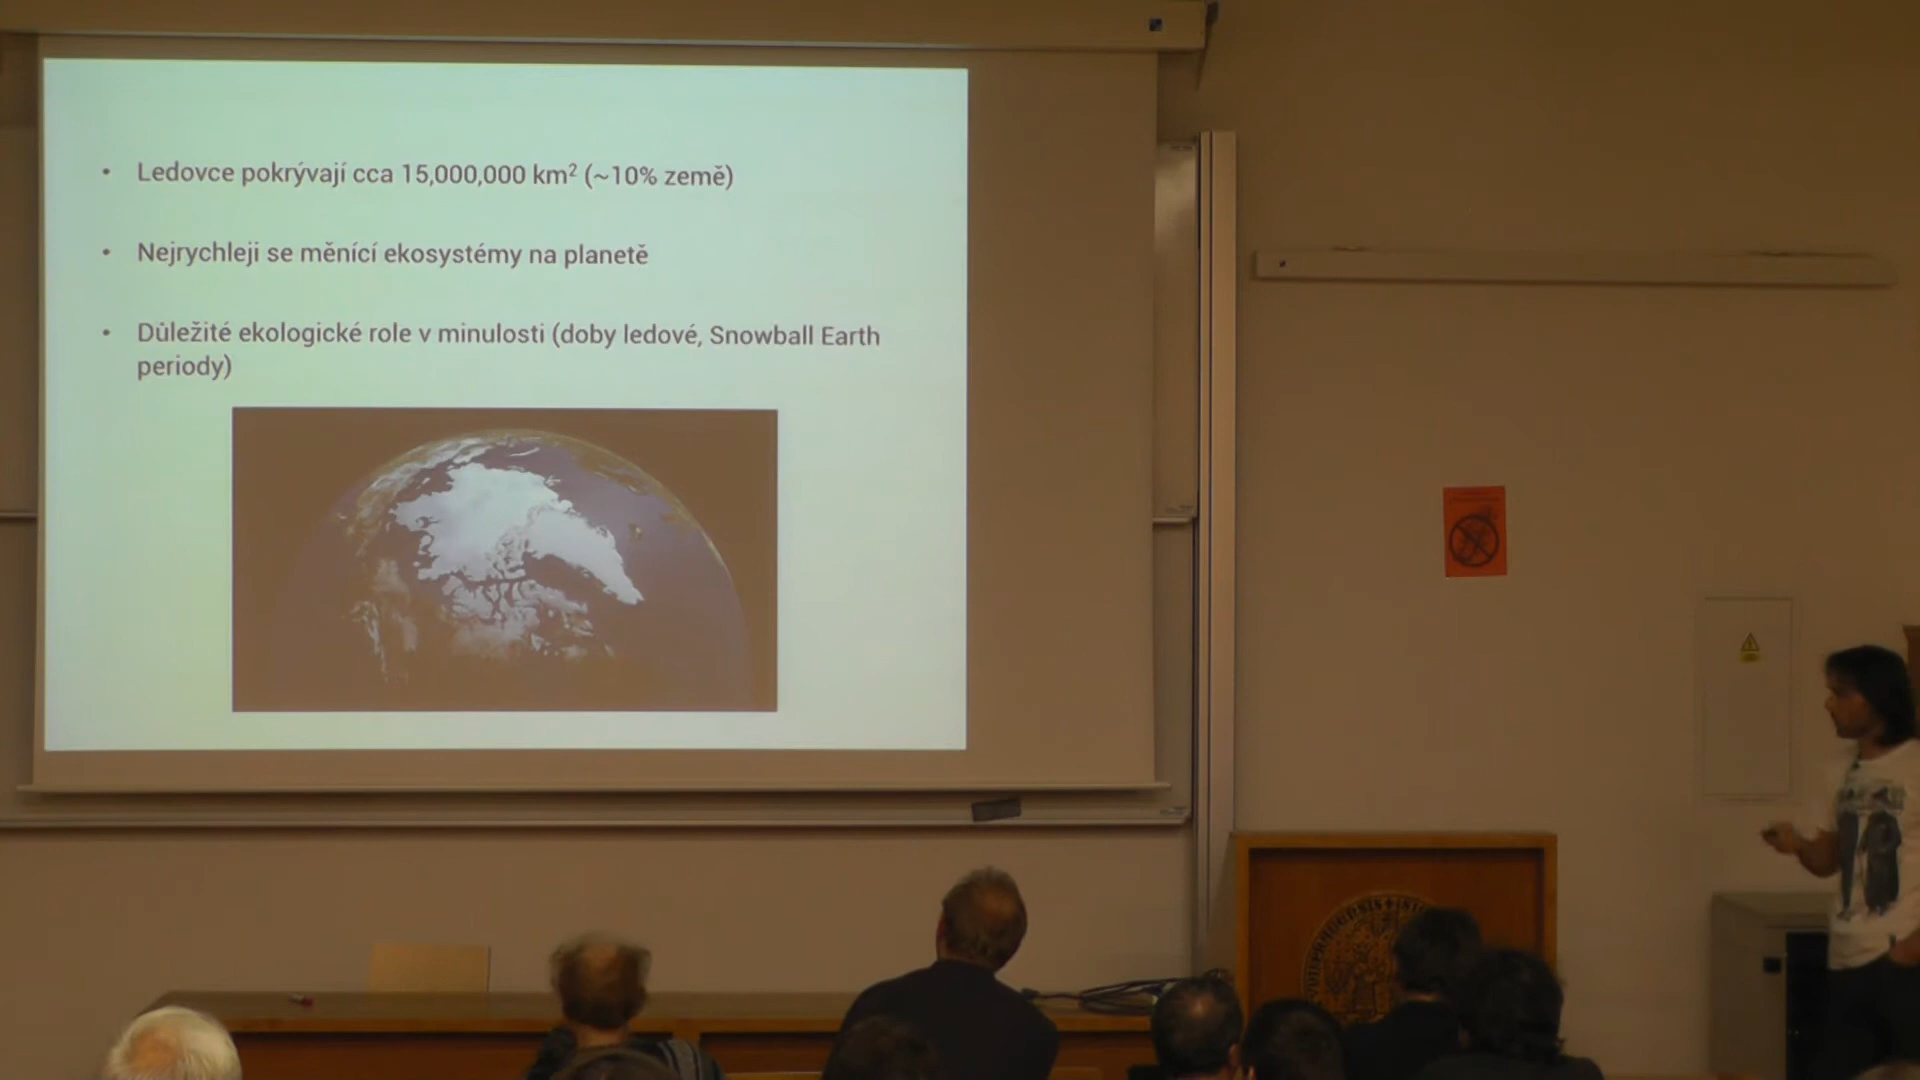 Ledovce pokrývají cca 15,000,000 km² (~10% země)
Nejrychleji se měnící ekosystémy na planetě
Důležité ekologické role v minulosti (doby ledové, Snowball Earth
periody)